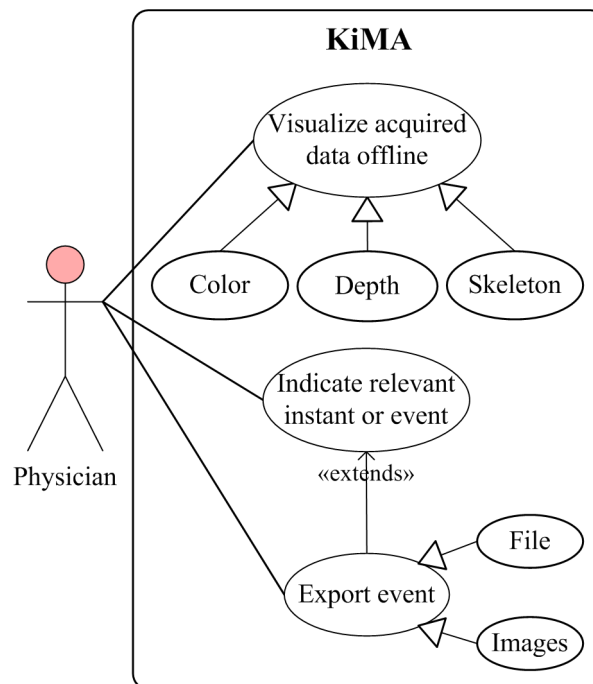 KiMA
Visualize acquired
data offline
Color
Depth
Skeleton
Indicate relevant
instant or event
Physician
«extends»
File
Export event
Images